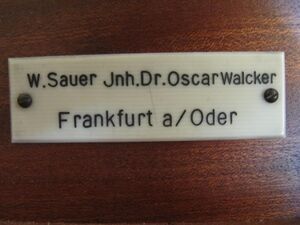 W. Sauer Jnh. Dr. Oscar Walcker
Frankfurt a/Oder